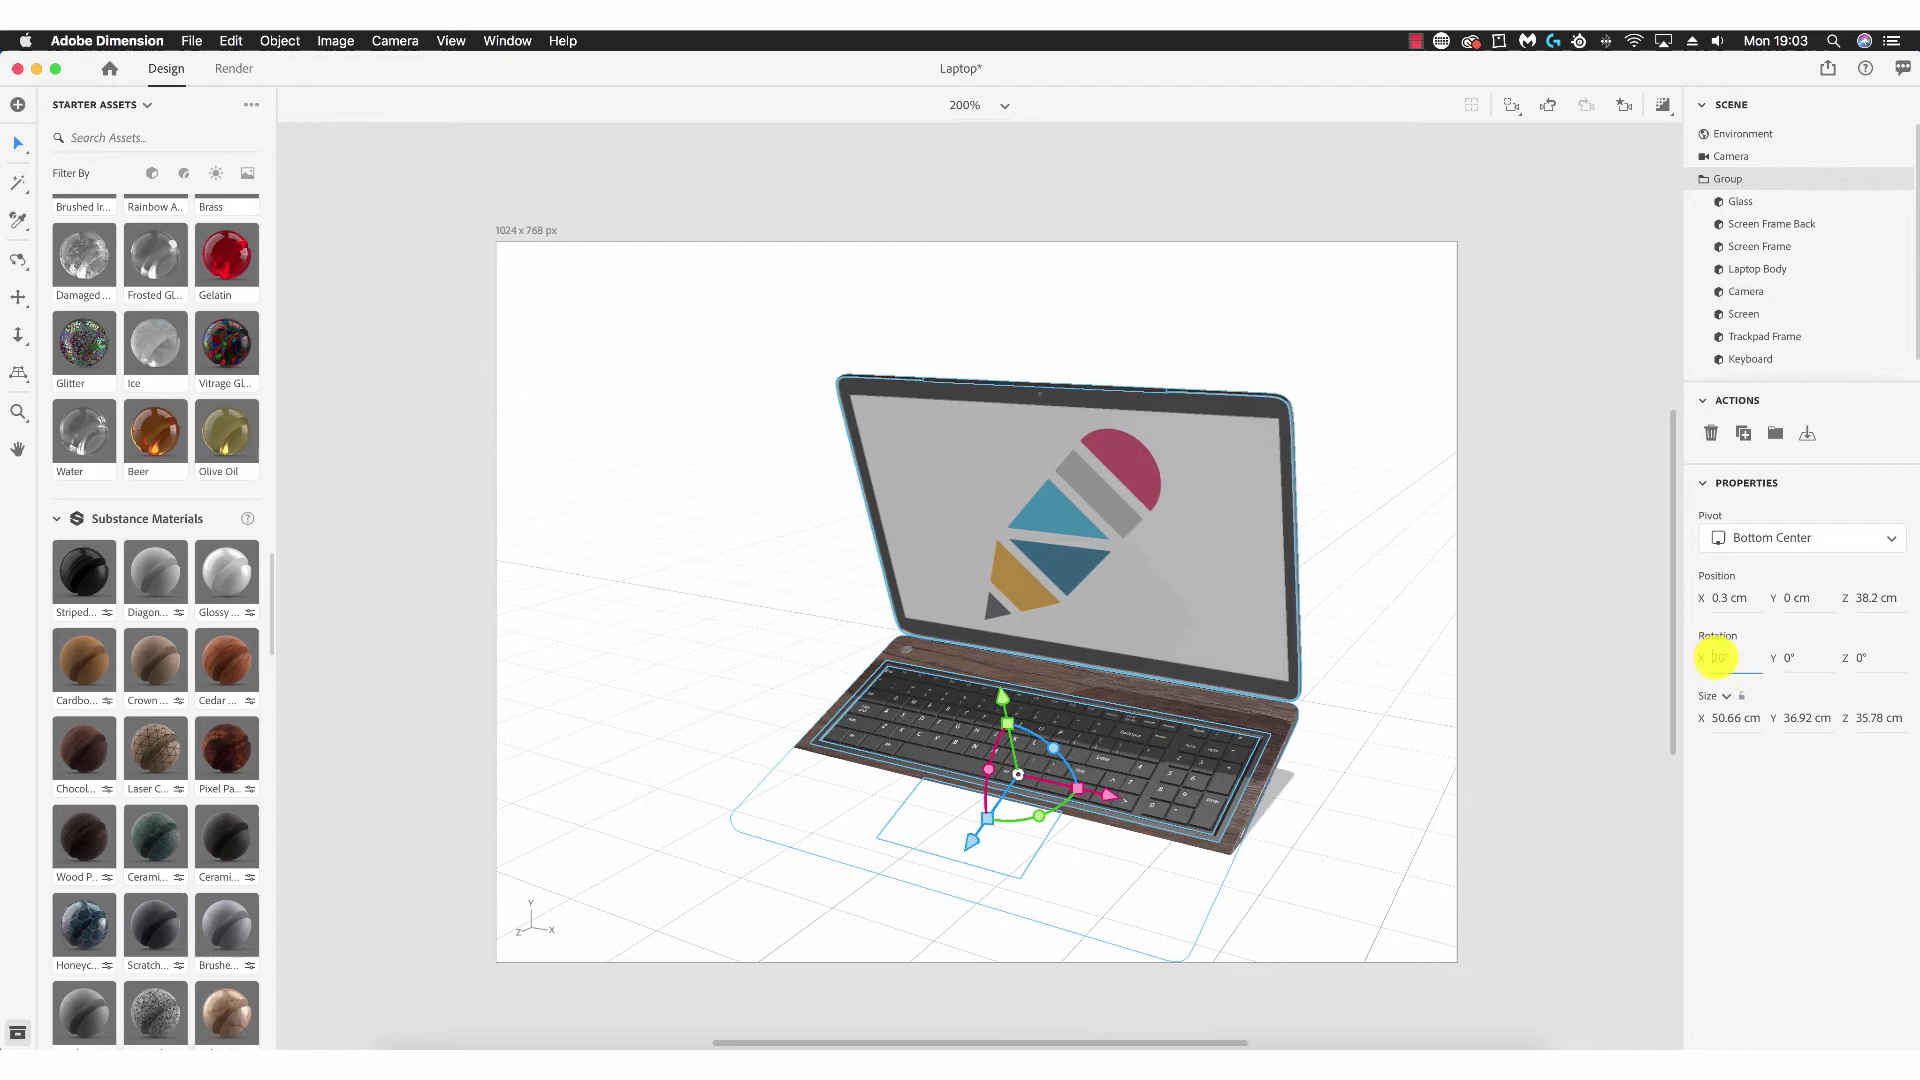 Adobe Dimension File Edit Object Image Camera View Window Help Mon 19:03
Design Render Laptop*
STARTER ASSETS
Search Assets...
Filter By
Brushed Ir... Rainbow A... Brass
Damaged ... Frosted Gl... Gelatin
Glitter Ice Vitrage Gl...
Water Beer Olive Oil
Substance Materials
Striped... Diagon... Glossy ...
Cardbo... Crown ... Cedar ...
Chocol... Laser C... Pixel Pa...
Wood P... Cerami... Cerami...
Honeyc... Scratch... Brushe...
200%
1024 x 768 px
Y
Z X
SCENE
Environment
Camera
Group
Glass
Screen Frame Back
Screen Frame
Laptop Body
Camera
Screen
Trackpad Frame
Keyboard
ACTIONS
PROPERTIES
Pivot
Bottom Center
Position
X 0.3 cm Y 0 cm Z 38.2 cm
Rotation
X 20° Y 0° Z 0°
Size
X 50.66 cm Y 36.92 cm Z 35.78 cm